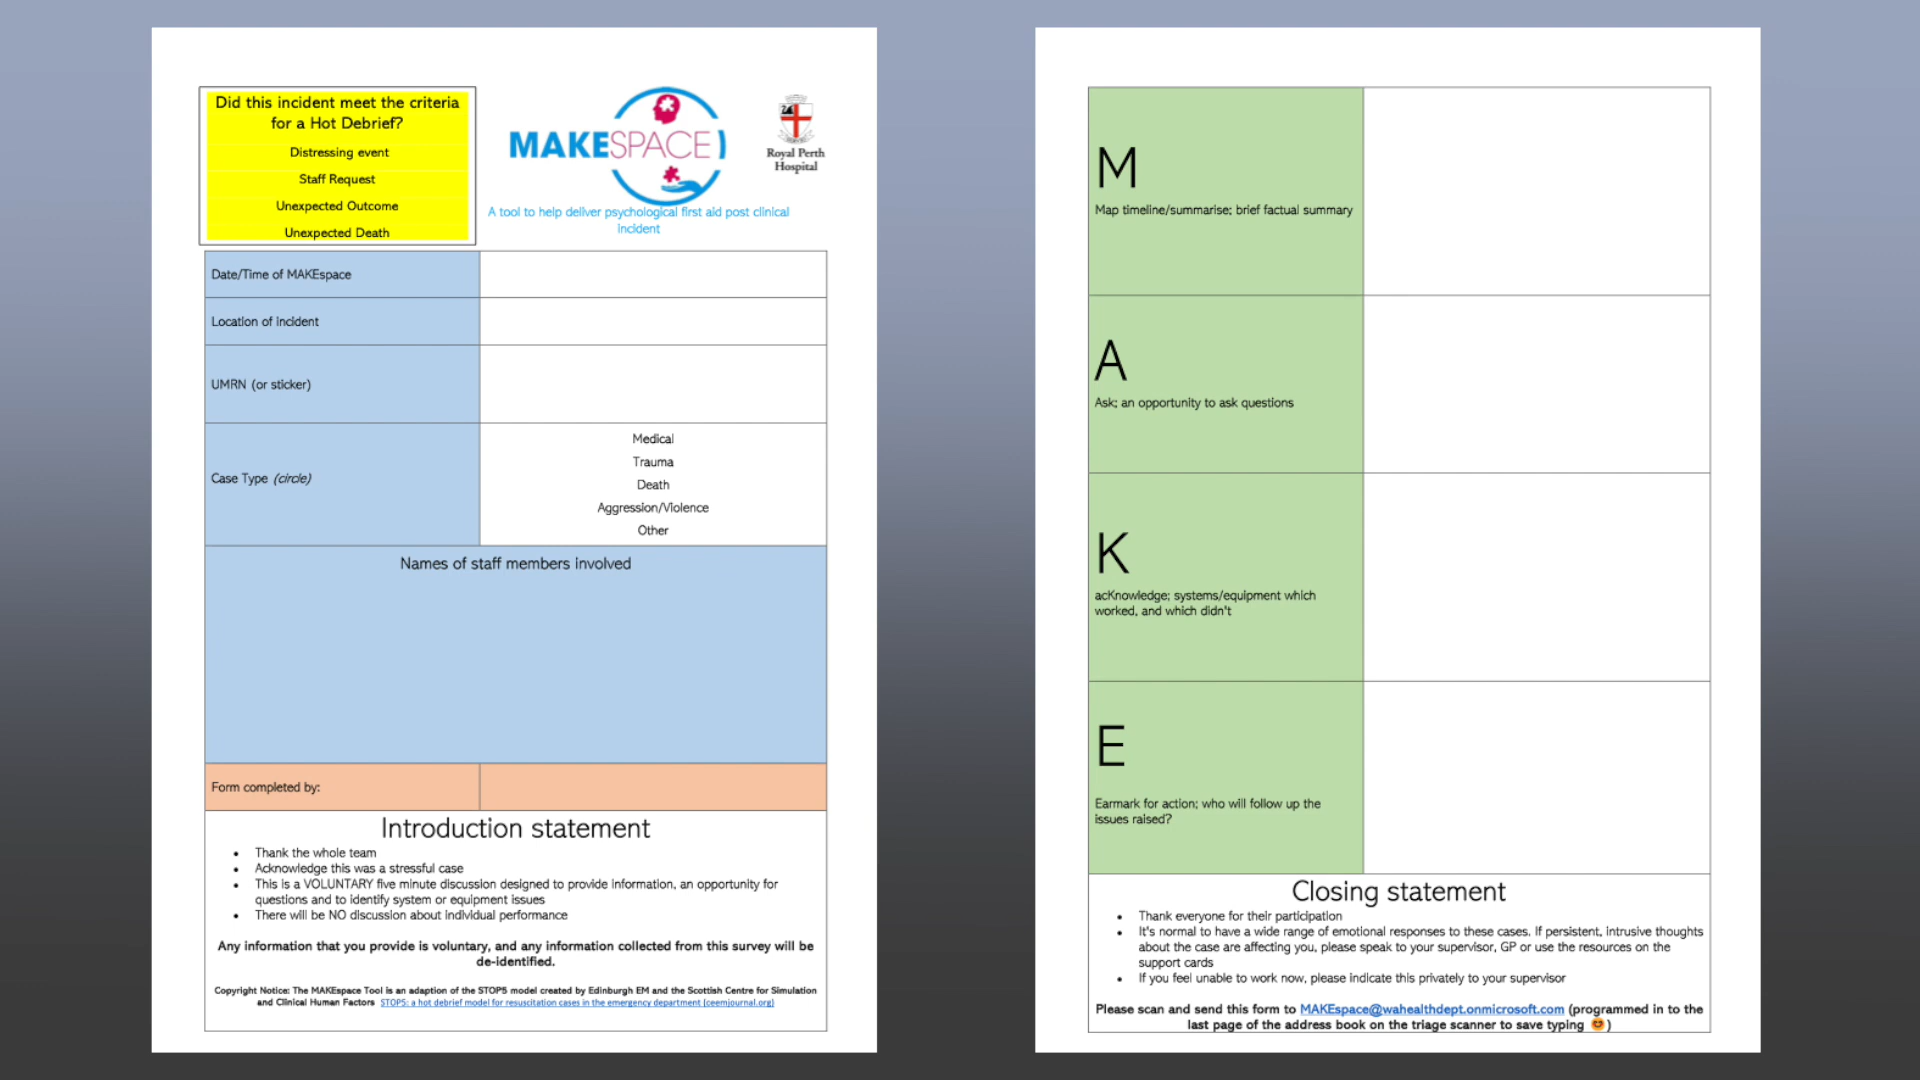 Did this incident meet the criteria
for a Hot Debrief?
Distressing event
Staff Request
Unexpected Outcome
Unexpected Death
MAKESPACE
Royal Perth
Hospital
A tool to help deliver psychological first aid post clinical
incident
Date/Time of MAKEspace
Location of incident
UMRN (or sticker)
Case Type (circle)
Medical
Trauma
Death
Aggression/Violence
Other
Names of staff members involved
Form completed by:
Introduction statement
• Thank the whole team
• Acknowledge this was a stressful case
• This is a VOLUNTARY five minute discussion designed to provide information, an opportunity for
questions and to identify system or equipment issues
• There will be NO discussion about individual performance
Any information that you provide is voluntary, and any information collected from this survey will be
de-identified.
Copyright Notice: The MAKEspace Tool is an adaption of the STOP5 model created by Edinburgh EM and the Scottish Centre for Simulation
and Clinical Human Factors STOP5: a hot debrief model for resuscitation cases in the emergency department (ceemjournal.org)
M
Map timeline/summarise; brief factual summary
A
Ask; an opportunity to ask questions
K
acKnowledge; systems/equipment which
worked, and which didn't
E
Earmark for action; who will follow up the
issues raised?
Closing statement
• Thank everyone for their participation
• It's normal to have a wide range of emotional responses to these cases. If persistent, intrusive thoughts
about the case are affecting you, please speak to your supervisor, GP or use the resources on the
support cards
• If you feel unable to work now, please indicate this privately to your supervisor
Please scan and send this form to MAKEspace@wahealthdept.onmicrosoft.com (programmed in to the
last page of the address book on the triage scanner to save typing 😊)